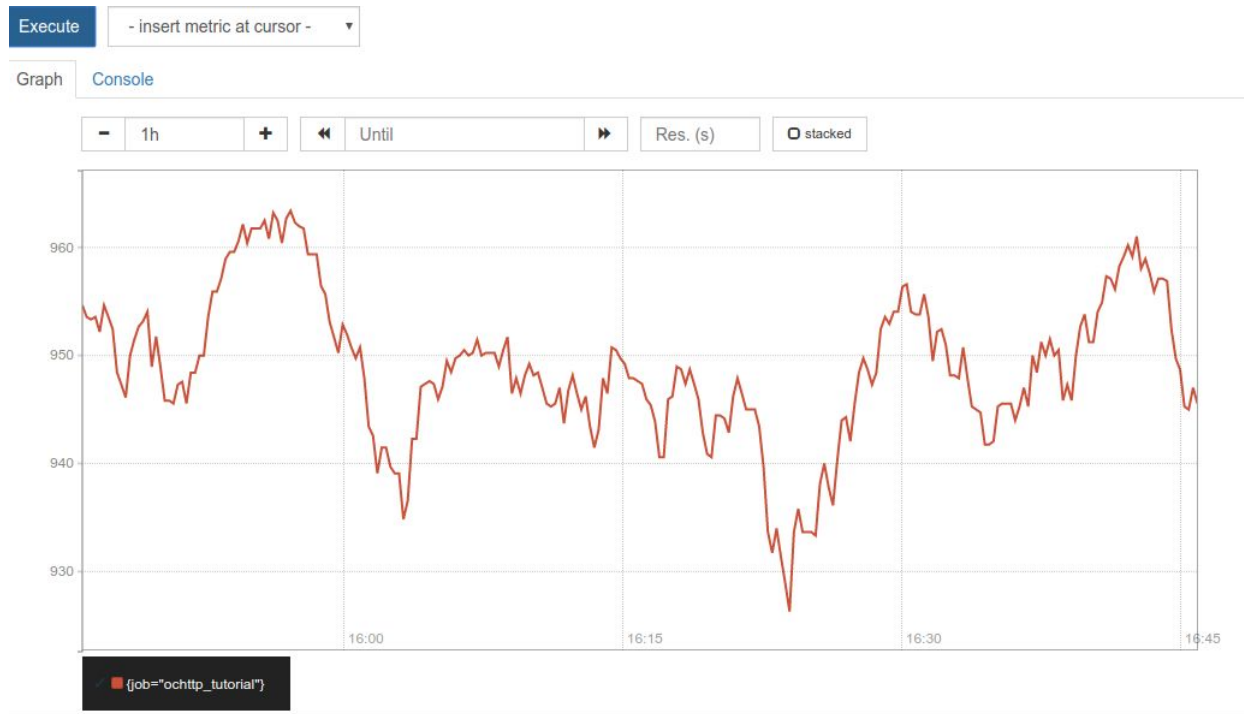 Execute - insert metric at cursor -
Graph Console
1h Until Res. (s) stacked
960
950
940
930
16:00 16:15 16:30 16:45
{job="ochttp_tutorial"}